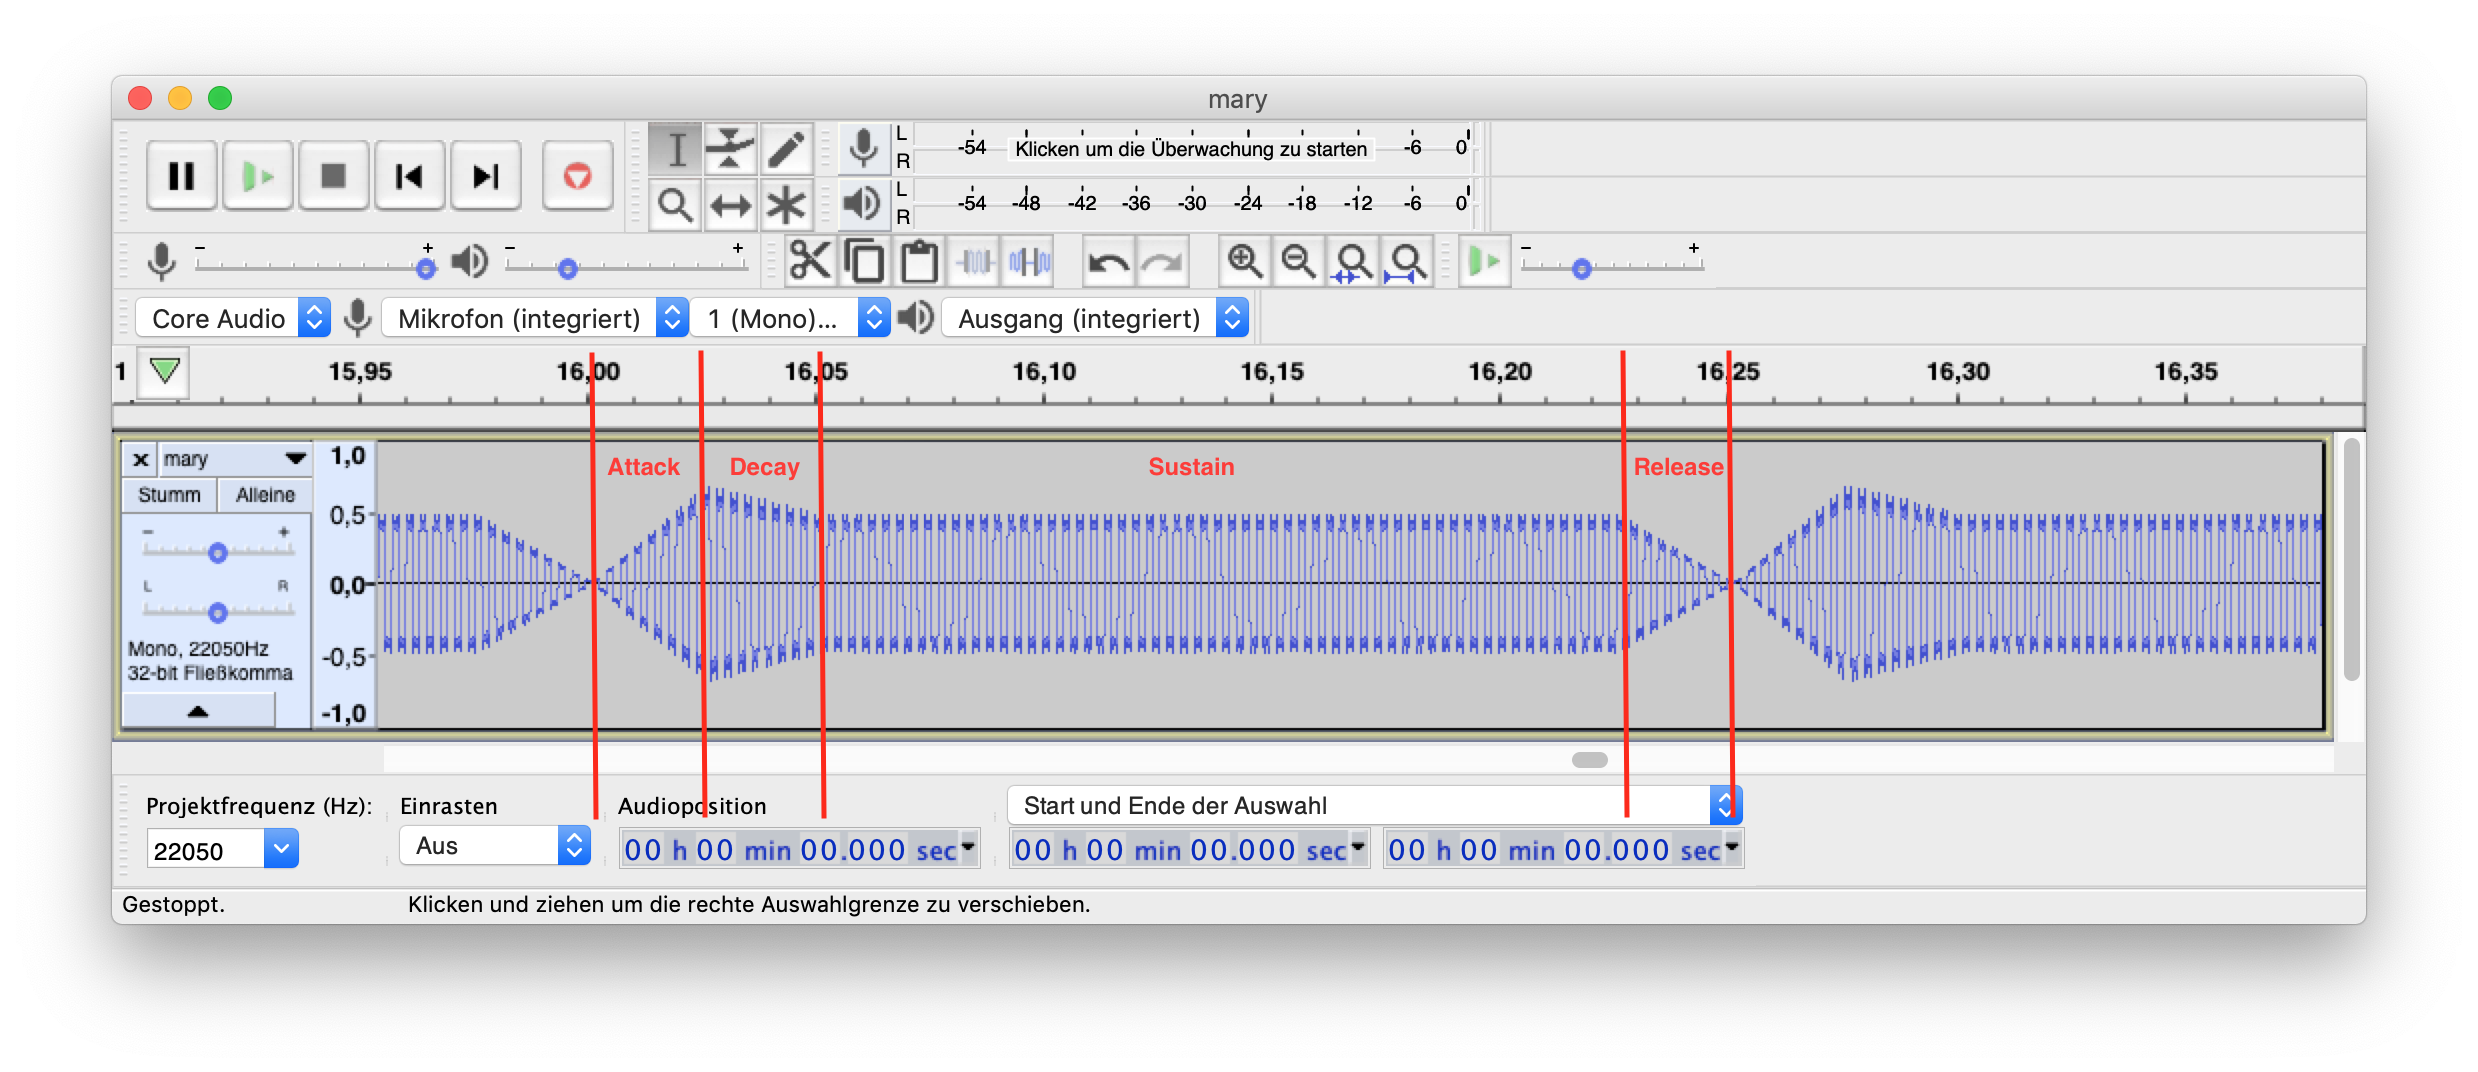 mary
L
R
-54 Klicken um die Überwachung zu starten -6 0
L
R
-54 -48 -42 -36 -30 -24 -18 -12 -6 0
- + - + - +
Core Audio Mikrofon (integriert) 1 (Mono)... Ausgang (integriert)
1 15,95 16,00 16,05 16,10 16,15 16,20 16,25 16,30 16,35
x mary 1,0
Attack Decay Sustain Release
Stumm Alleine
0,5
- +
0,0
L R
Mono, 22050Hz
-0,5
32-bit Fließkomma
-1,0
Projektfrequenz (Hz): Einrasten Audioposition Start und Ende der Auswahl
22050 Aus 00 h 00 min 00.000 sec 00 h 00 min 00.000 sec 00 h 00 min 00.000 sec
Gestoppt. Klicken und ziehen um die rechte Auswahlgrenze zu verschieben.